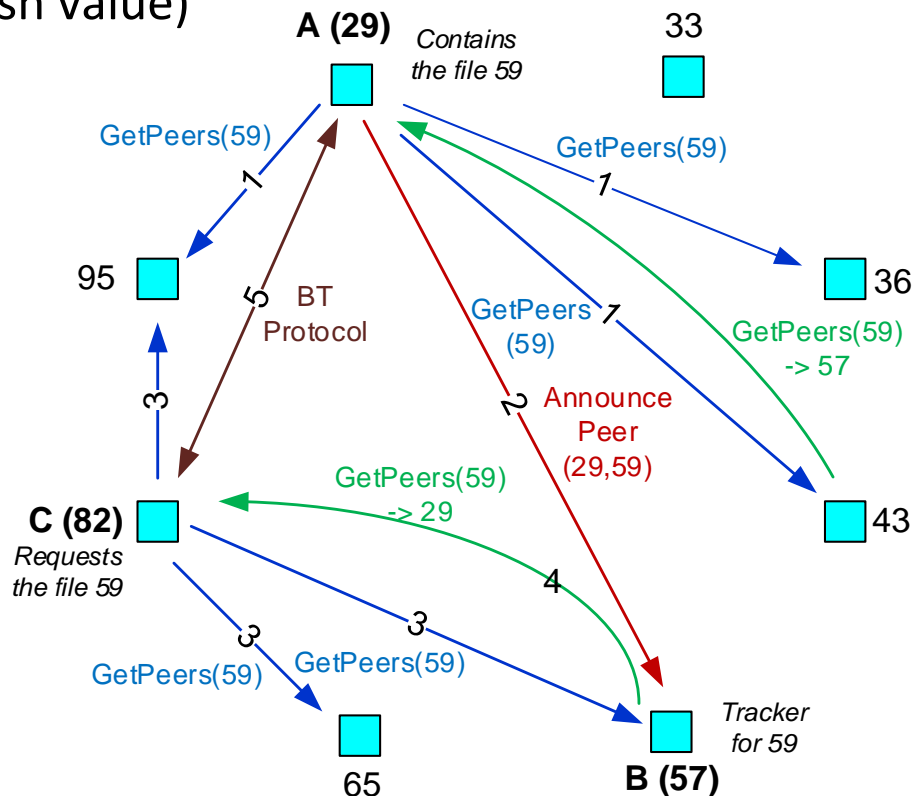 sh value)
A (29)
Contains
the file 59
33
GetPeers(59)
1
GetPeers(59)
1
95
36
5
BT
Protocol
GetPeers
(59)
1
GetPeers(59)
-> 57
3
2
Announce
Peer
(29,59)
GetPeers(59)
-> 29
C (82)
Requests
the file 59
43
4
3
3
GetPeers(59)
GetPeers(59)
Tracker
for 59
65
B (57)